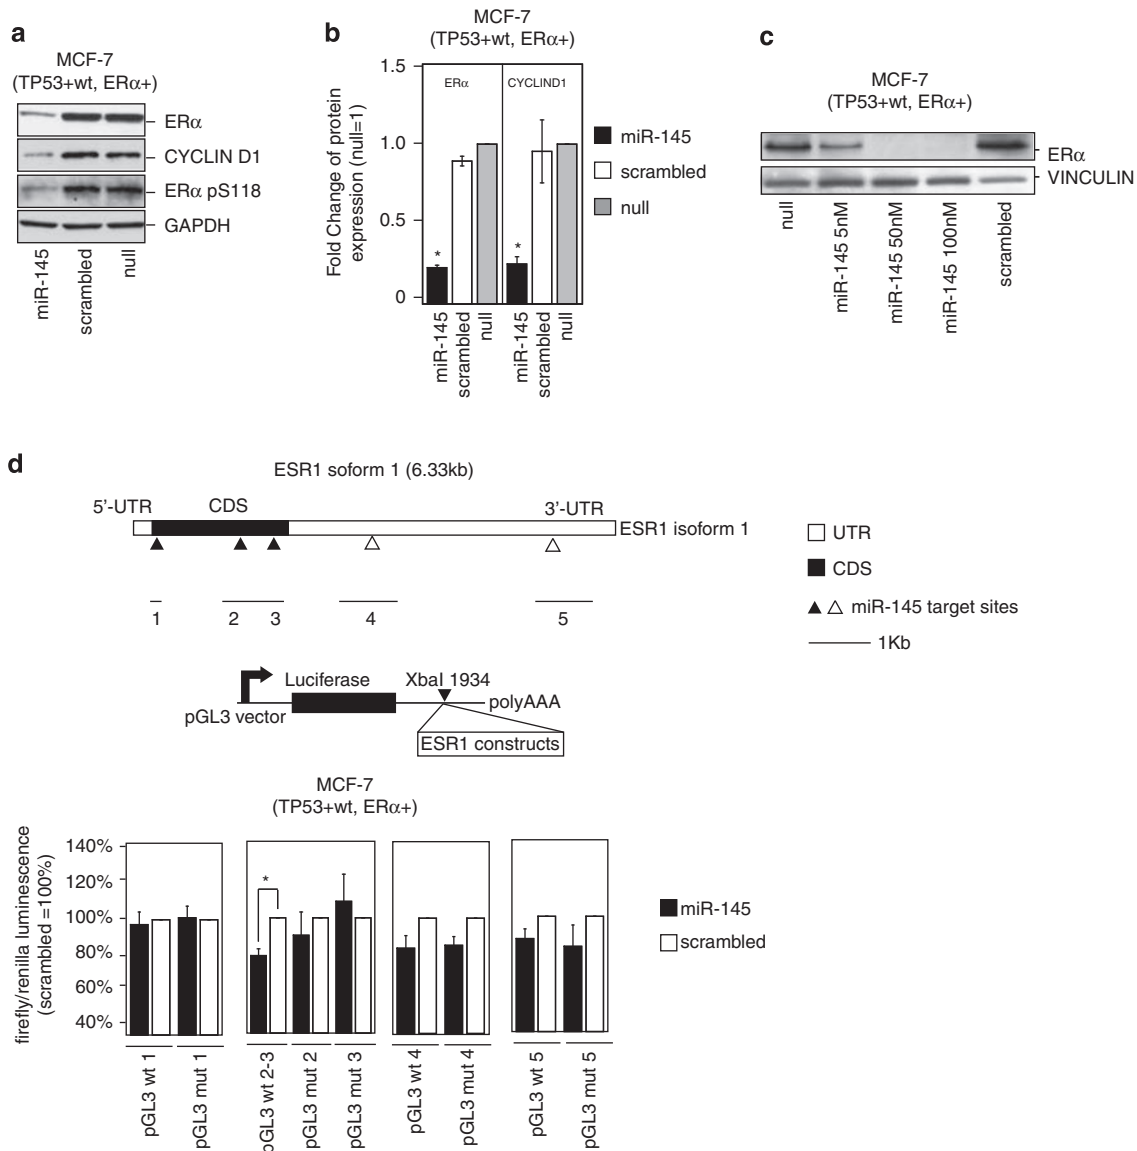 a
MCF-7
(TP53+wt, ERα+)
ERα
CYCLIN D1
ERα pS118
GAPDH
miR-145
scrambled
null
b
MCF-7
(TP53+wt, ERα+)
Fold Change of protein
expression (null=1)
1.5
1.0
0.5
0
ERα
CYCLIND1
*
*
miR-145
scrambled
null
miR-145
scrambled
null
miR-145
scrambled
null
c
MCF-7
(TP53+wt, ERα+)
ERα
VINCULIN
null
miR-145 5nM
miR-145 50nM
miR-145 100nM
scrambled
d
ESR1 soform 1 (6.33kb)
5'-UTR
CDS
3'-UTR
ESR1 isoform 1
1
2
3
4
5
UTR
CDS
miR-145 target sites
1Kb
Luciferase
XbaI 1934
pGL3 vector
polyAAA
ESR1 constructs
MCF-7
(TP53+wt, ERα+)
firefly/renilla luminescence
(scrambled =100%)
140%
120%
100%
80%
60%
40%
*
pGL3 wt 1
pGL3 mut 1
pGL3 wt 2-3
pGL3 mut 2
pGL3 mut 3
pGL3 wt 4
pGL3 mut 4
pGL3 wt 5
pGL3 mut 5
miR-145
scrambled